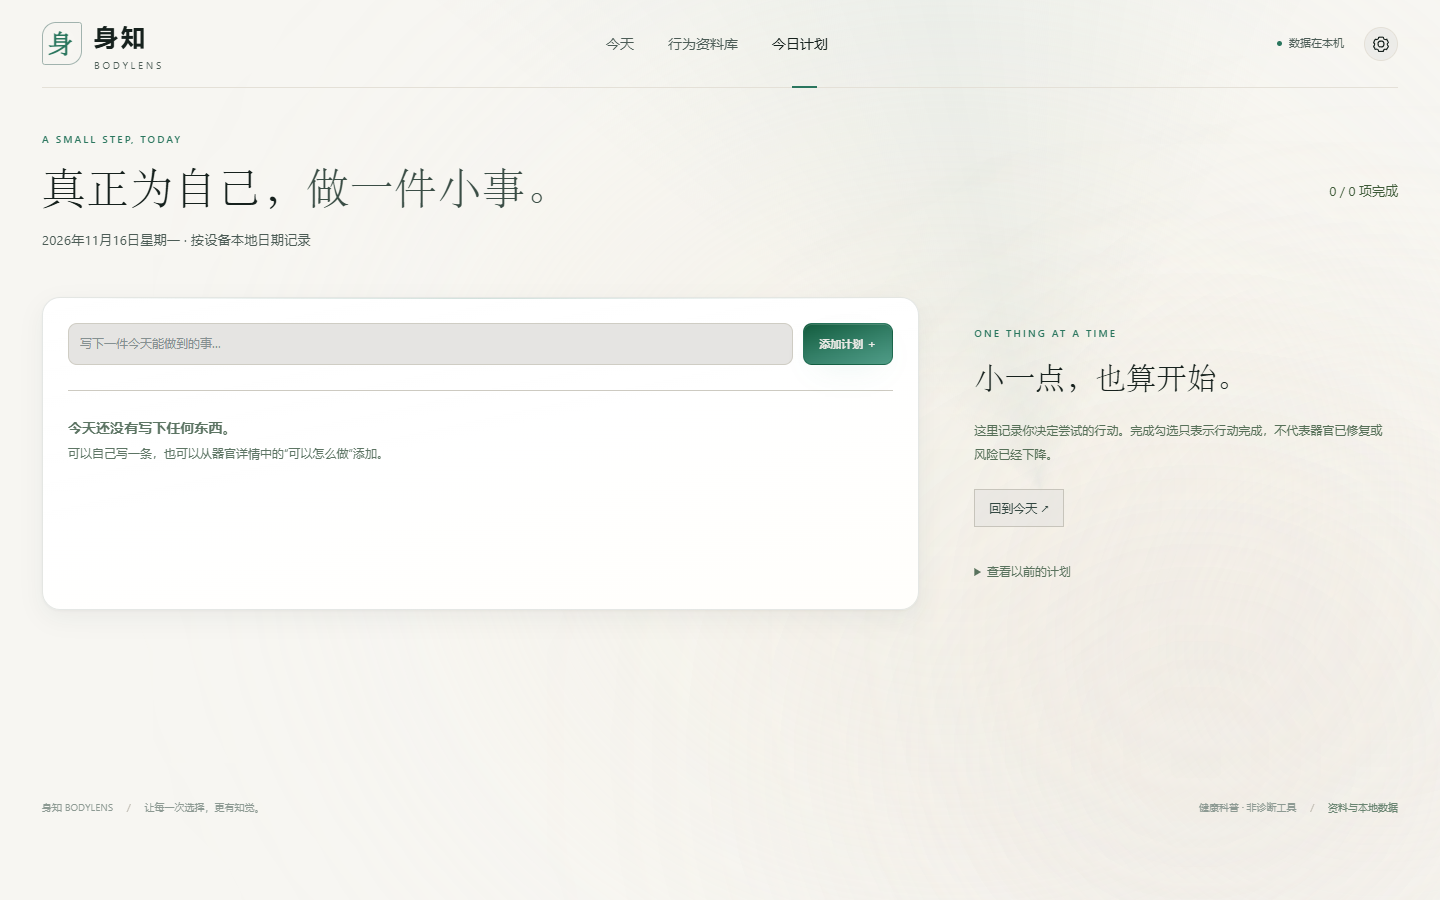 身 身知
BODYLENS
今天 行为资料库 今日计划
数据在本机
A SMALL STEP, TODAY
真正为自己，做一件小事。
0 / 0 项完成
2026年11月16日星期一 · 按设备本地日期记录
写下一件今天能做到的事...
添加计划 +
今天还没有写下任何东西。
可以自己写一条，也可以从器官详情中的“可以怎么做”添加。
ONE THING AT A TIME
小一点，也算开始。
这里记录你决定尝试的行动。完成勾选只表示行动完成，不代表器官已修复或
风险已经下降。
回到今天 ↗
▶ 查看以前的计划
身知 BODYLENS / 让每一次选择，更有知觉。
健康科普 · 非诊断工具 / 资料与本地数据